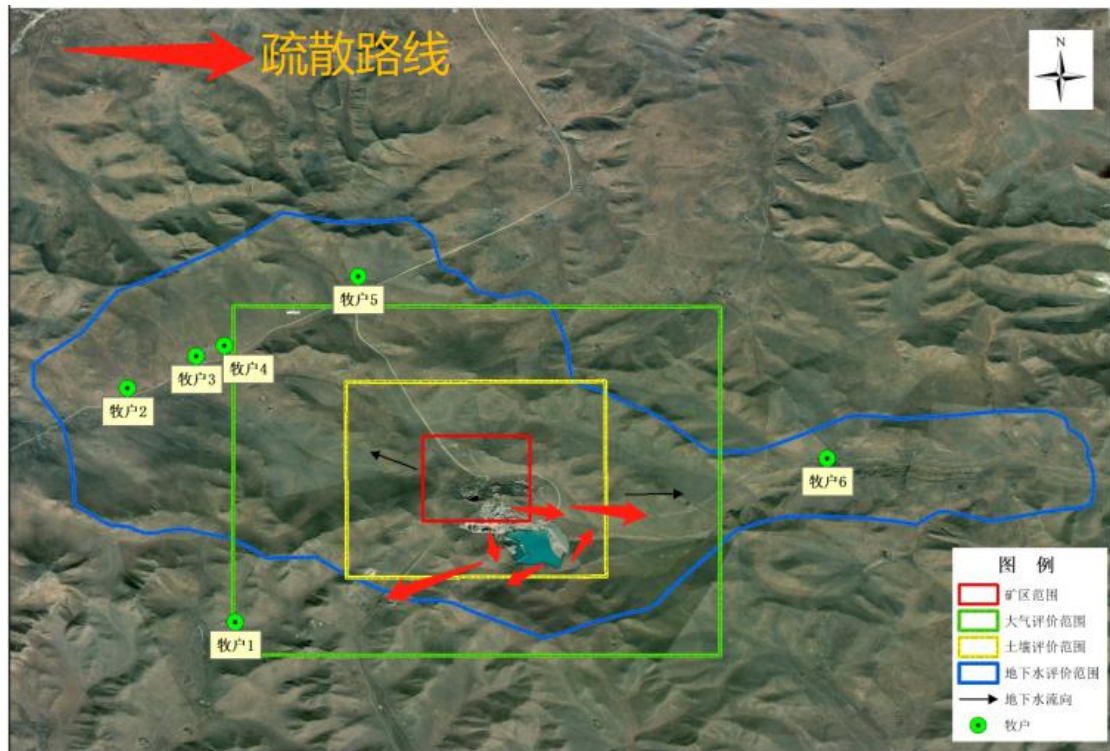 疏散路线
N
牧户5
牧户4
牧户3
牧户2
牧户6
牧户1
图 例
矿区范围
大气评价范围
土壤评价范围
地下水评价范围
地下水流向
牧户